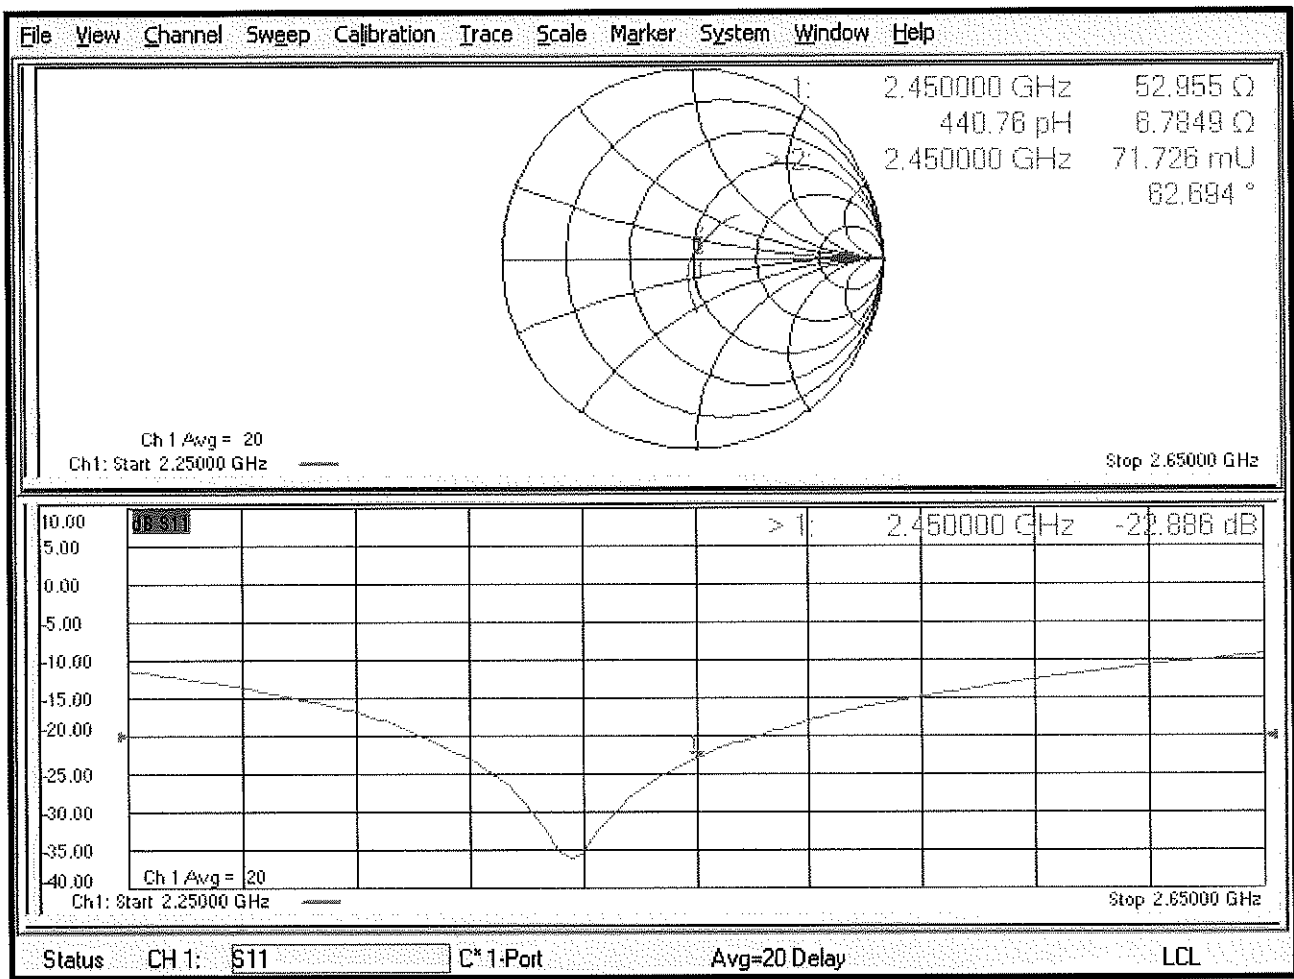 File View Channel Sweep Calibration Trace Scale Marker System Window Help
1: 2.450000 GHz 52.955 Ω
440.76 pH 6.7849 Ω
> 2: 2.450000 GHz 71.726 mU
62.694 °
Ch 1 Avg = 20
Ch1: Start 2.25000 GHz
Stop 2.65000 GHz
10.00
dB S11
> 1: 2.450000 GHz -22.886 dB
5.00
0.00
-5.00
-10.00
-15.00
-20.00
-25.00
-30.00
-35.00
-40.00
Ch 1 Avg = 20
Ch1: Start 2.25000 GHz
Stop 2.65000 GHz
Status CH 1: S11 C* 1-Port Avg=20 Delay LCL